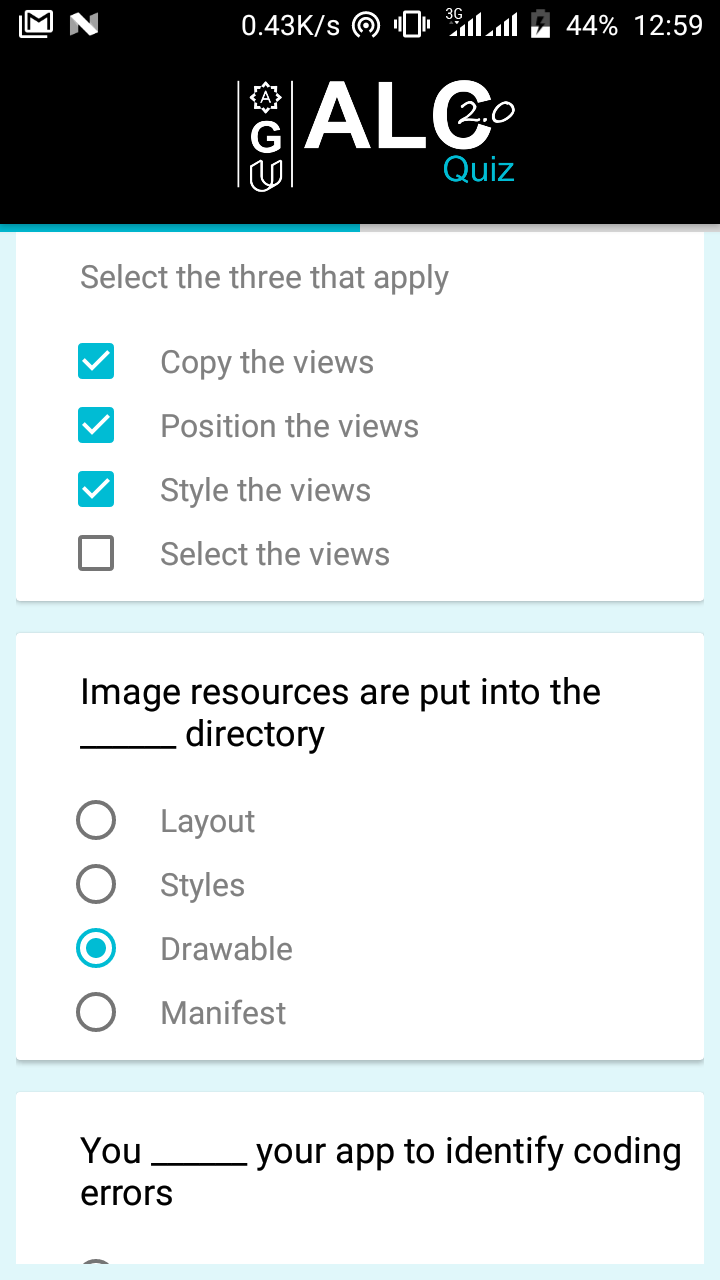 0.43K/s 3G 44% 12:59
A
G
U
ALC 2.0
Quiz
Select the three that apply
Copy the views
Position the views
Style the views
Select the views
Image resources are put into the
______ directory
Layout
Styles
Drawable
Manifest
You ______ your app to identify coding
errors